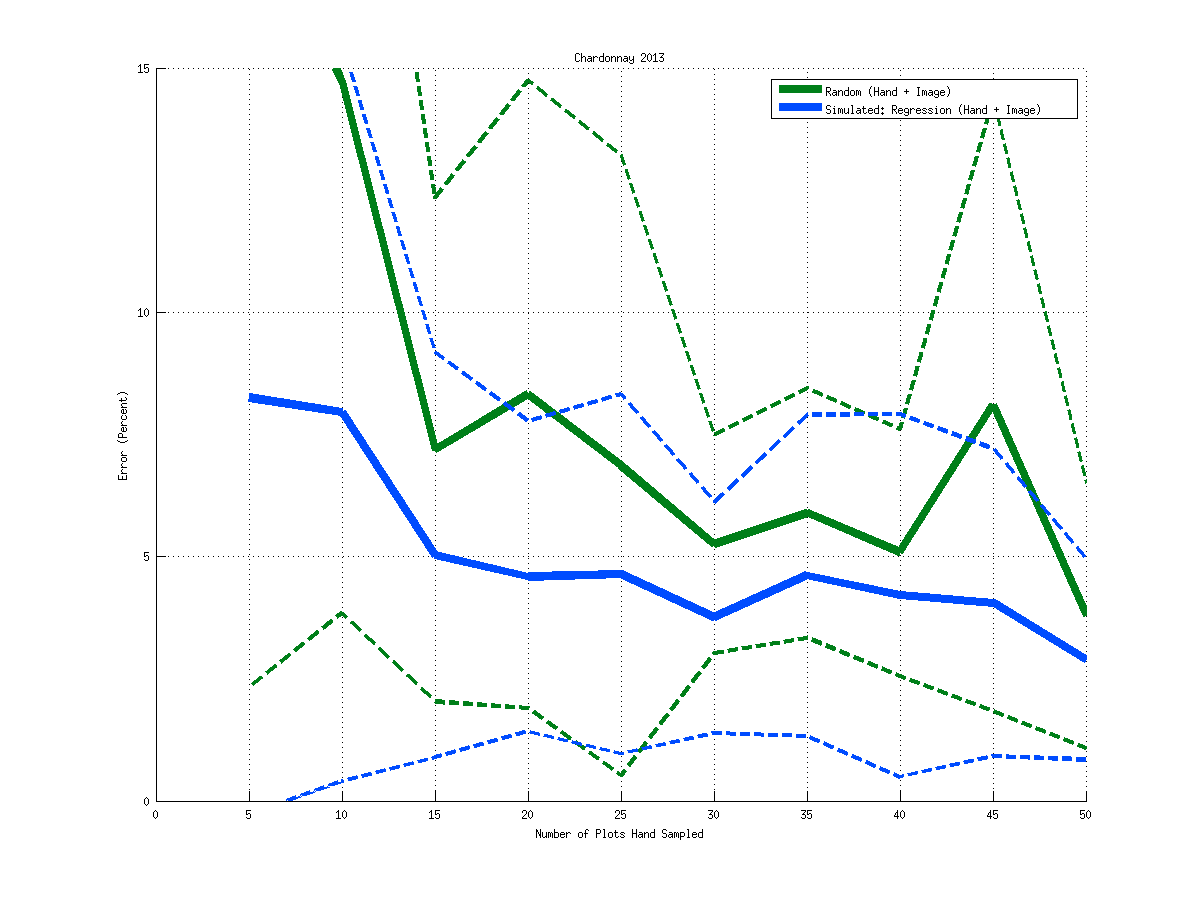 Chardonnay 2013
15
Random (Hand + Image)
Simulated: Regression (Hand + Image)
10
Error (Percent)
5
0
0 5 10 15 20 25 30 35 40 45 50
Number of Plots Hand Sampled